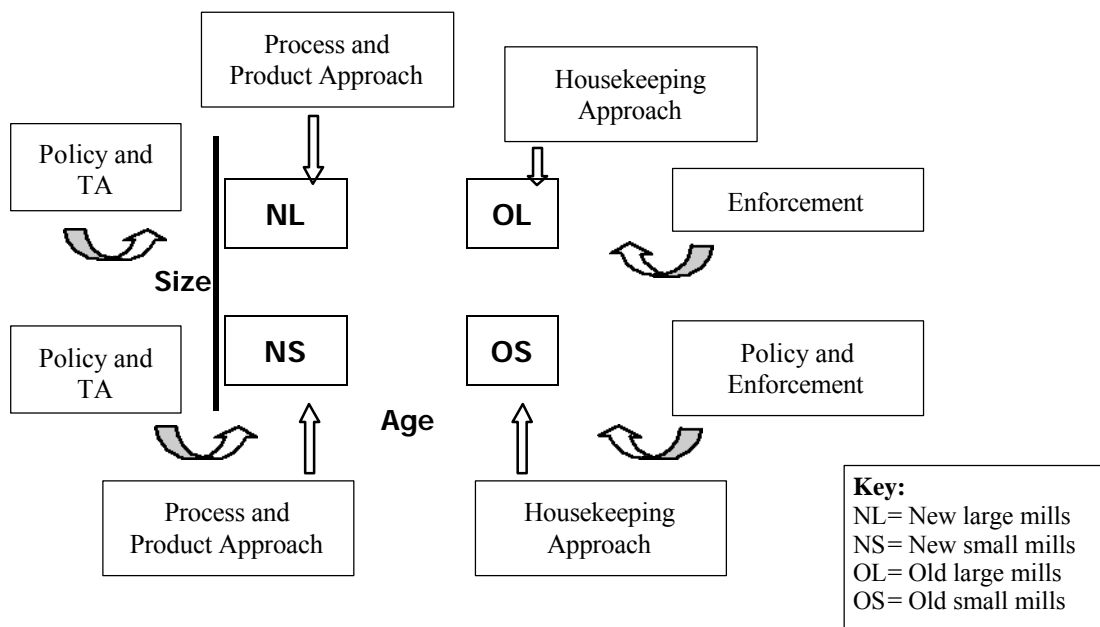 Process and
Product Approach
Housekeeping
Approach
Policy and
TA
NL
OL
Enforcement
Size
Policy and
TA
NS
OS
Policy and
Enforcement
Age
Process and
Product Approach
Housekeeping
Approach
Key:
NL= New large mills
NS= New small mills
OL= Old large mills
OS= Old small mills